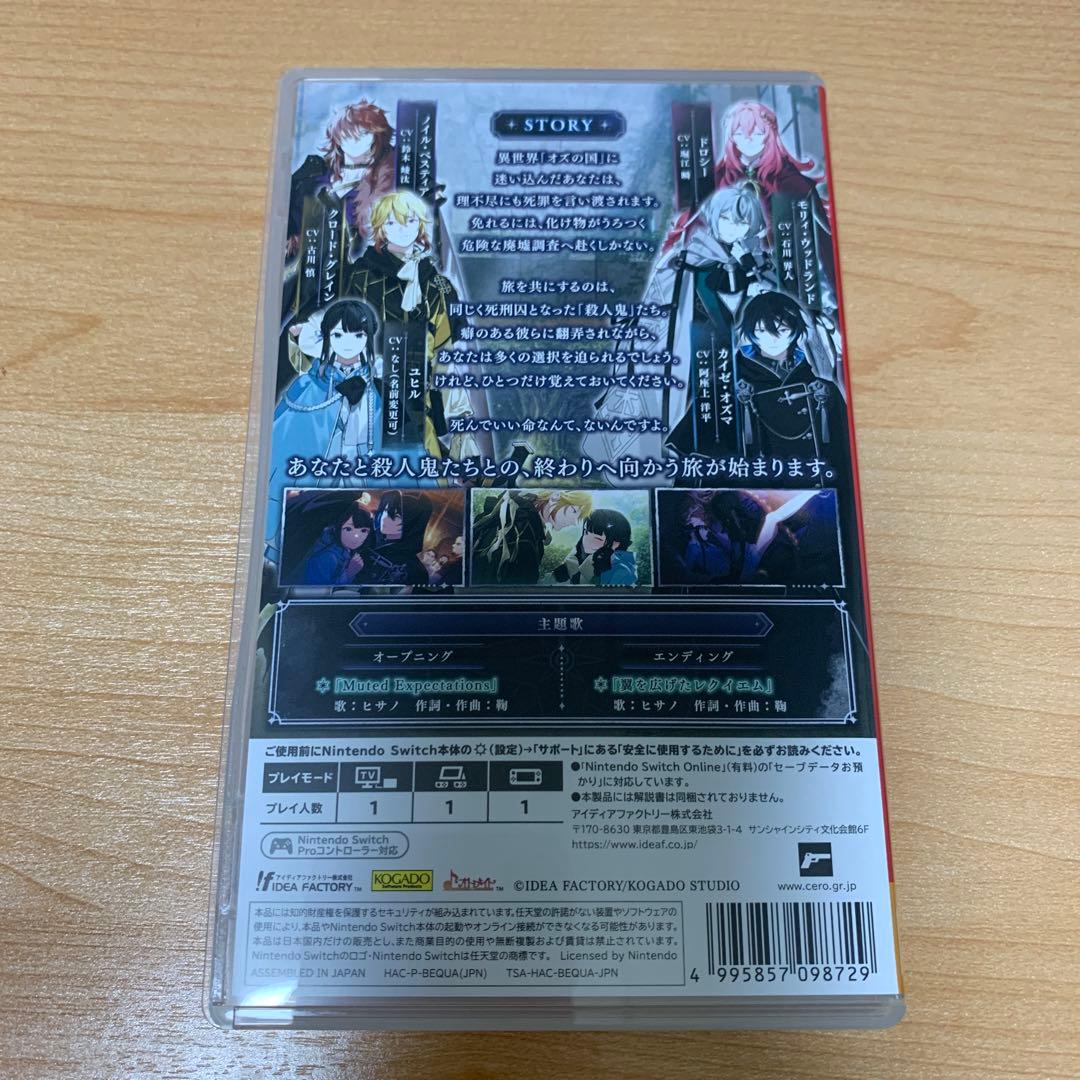 STORY
異世界「オズの国」に
迷い込んだあなたは、
理不尽にも死罪を言い渡されます。
免れるには、化け物がうろつく
危険な廃墟調査へ赴くしかない。
旅を共にするのは、
同じく死刑囚となった「殺人鬼」たち。
癖のある彼らに翻弄されながら、
あなたは多くの選択を迫られるでしょう。
けれど、ひとつだけ覚えておいてください。
死んでいい命なんて、ないんですよ。
あなたと殺人鬼たちとの、終わりへ向かう旅が始まります。
ノイル・ベスティア
CV:鈴木 崚汰
クロード・グレイン
CV:古川 慎
ユヒル
CV:なし(名前変更可)
ドロシー
CV:堀江 瞬
モリィ・ウッドランド
CV:石川 界人
カイゼ・オズマ
CV:阿座上 洋平
主題歌
オープニング
「Muted Expectations」
歌:ヒサノ 作詞・作曲:鞠
エンディング
「翼を広げたレクイエム」
歌:ヒサノ 作詞・作曲:鞠
ご使用前にNintendo Switch本体の(設定)→「サポート」にある「安全に使用するために」を必ずお読みください。
プレイモード
TV
プレイ人数 1 1 1
Nintendo Switch
Proコントローラー対応
●「Nintendo Switch Online」(有料)の「セーブデータお預
かり」に対応しています。
●本製品には解説書は同梱されておりません。
アイディアファクトリー株式会社
〒170-8630 東京都豊島区東池袋3-1-4 サンシャインシティ文化会館6F
https://www.ideaf.co.jp/
アイディアファクトリー株式会社
IDEA FACTORY™
KOGADO
Software Products
オトメイト™
©IDEA FACTORY/KOGADO STUDIO
www.cero.gr.jp
本品には知的財産権を保護するセキュリティが組み込まれています。任天堂の許諾がない装置やソフトウェアの
使用により、本品やNintendo Switch本体の起動やオンライン接続ができなくなる可能性があります。
本品は日本国内だけの販売とし、また商業目的の使用や無断複製および賃貸は禁止されています。
Nintendo Switchのロゴ・Nintendo Switchは任天堂の商標です。 Licensed by Nintendo
ASSEMBLED IN JAPAN HAC-P-BEQUA(JPN) TSA-HAC-BEQUA-JPN
4 995857 098729